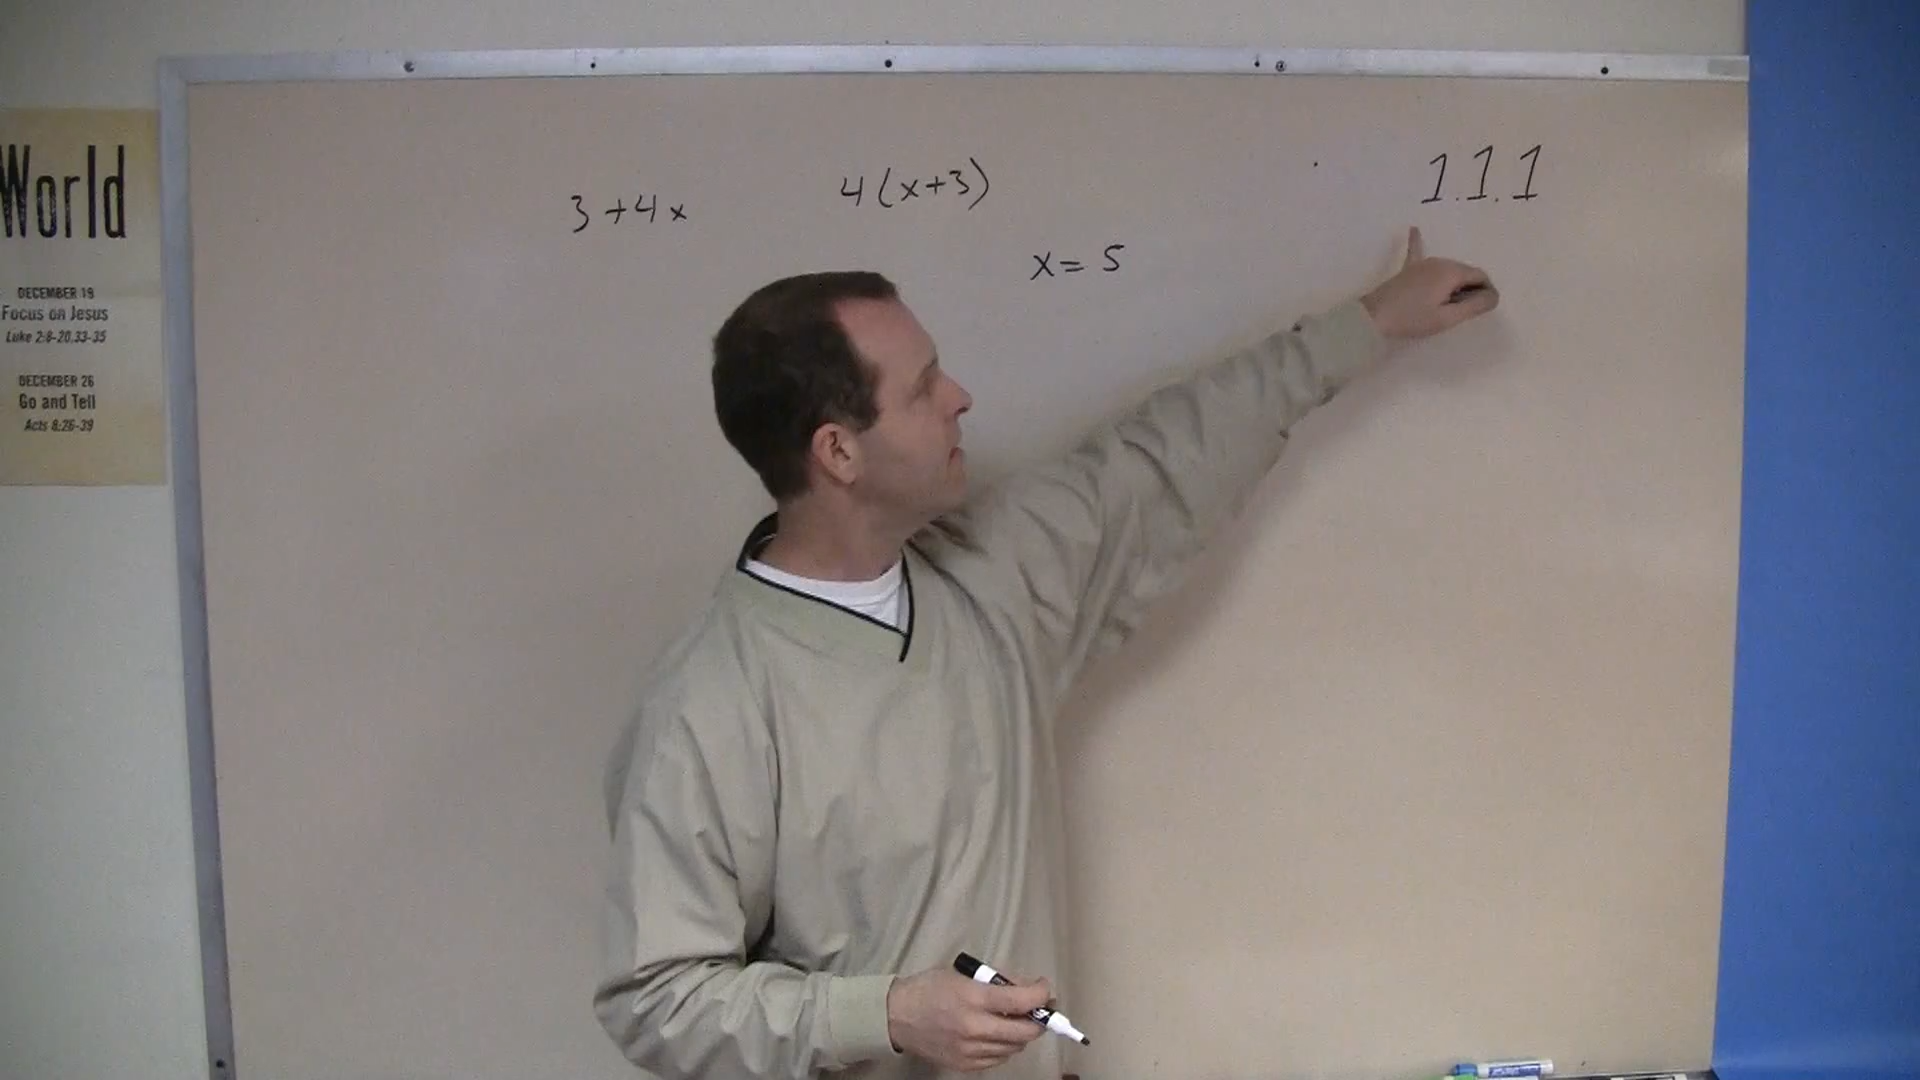 World
DECEMBER 19
Focus on Jesus
Luke 2:8-20,33-35
DECEMBER 26
Go and Tell
Acts 8:26-39
3+4x
4(x+3)
x=5
1.1.1